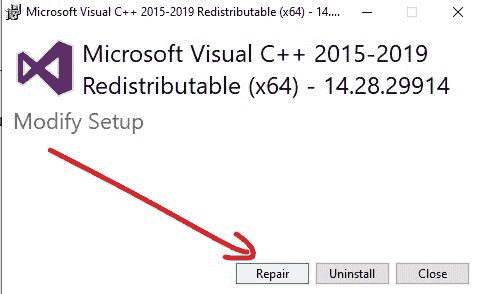 Microsoft Visual C++ 2015-2019 Redistributable (x64) - 14....
Microsoft Visual C++ 2015-2019
Redistributable (x64) - 14.28.29914
Modify Setup
Repair
Uninstall
Close